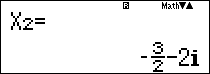 R Math▼▲
X₂=
-3/2-2i